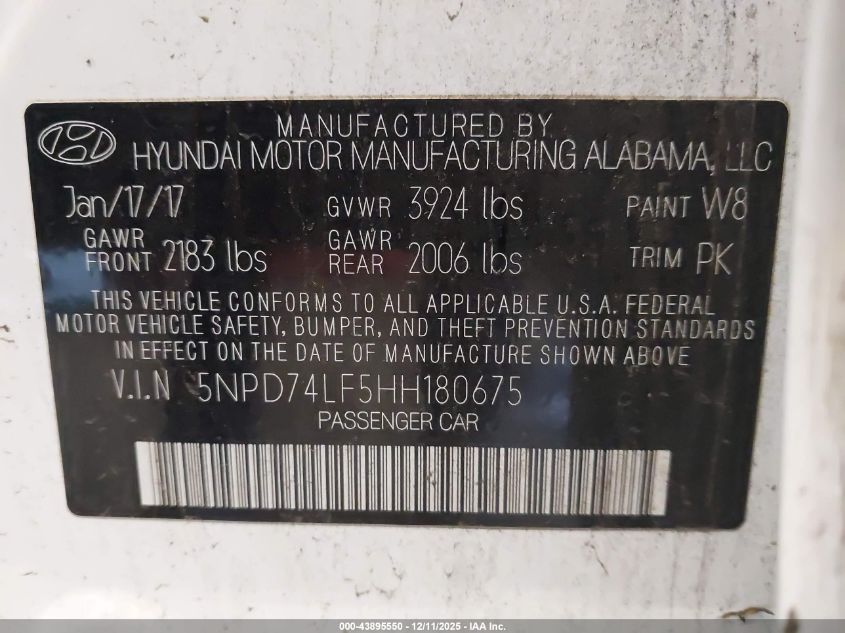 MANUFACTURED BY
HYUNDAI MOTOR MANUFACTURING ALABAMA, LLC
Jan/17/17 GVWR 3924 lbs PAINT W8
GAWR FRONT 2183 lbs GAWR REAR 2006 lbs TRIM PK
THIS VEHICLE CONFORMS TO ALL APPLICABLE U.S.A. FEDERAL
MOTOR VEHICLE SAFETY, BUMPER, AND THEFT PREVENTION STANDARDS
IN EFFECT ON THE DATE OF MANUFACTURE SHOWN ABOVE
V.I.N 5NPD74LF5HH180675
PASSENGER CAR
000-43895550 - 12/11/2025 - IAA Inc.